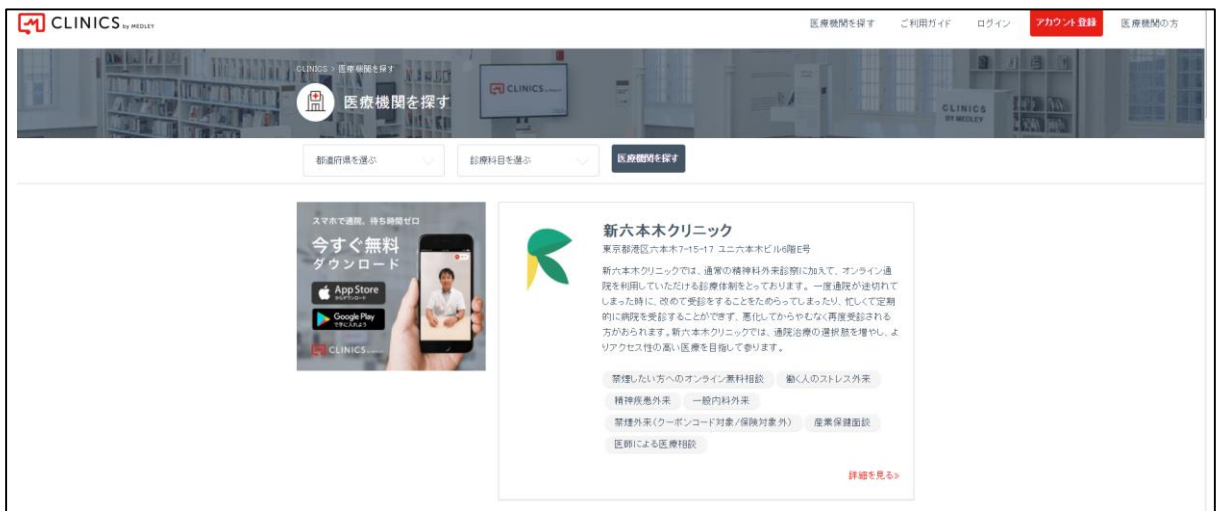 CLINICS by MEDLEY
医療機関を探す ご利用ガイド ログイン アカウント登録 医療機関の方
CLINICS > 医療機関を探す
医療機関を探す
CLINICS
CLINICS
BY MEDLEY
都道府県を選ぶ 診療科目を選ぶ 医療機関を探す
スマホで通院、待ち時間ゼロ
今すぐ無料
ダウンロード
App Store
からダウンロード
Google Play
で手に入れよう
CLINICS
新六本木クリニック
東京都港区六本木7-15-17 ユニ六本木ビル6階E号
新六本木クリニックでは、通常の精神科外来診察に加えて、オンライン通
院を利用していただける診療体制をとっております。一度通院が途切れて
しまった時に、改めて受診をすることをためらってしまったり、忙しくて定期
的に病院を受診することができず、悪化してからやむなく再度受診される
方がおられます。新六本木クリニックでは、通院治療の選択肢を増やし、よ
りアクセス性の高い医療を目指して参ります。
禁煙したい方へのオンライン無料相談 働く人のストレス外来
精神疾患外来 一般内科外来
禁煙外来(クーポンコード対象/保険対象外) 産業保健面談
医師による医療相談
詳細を見る»